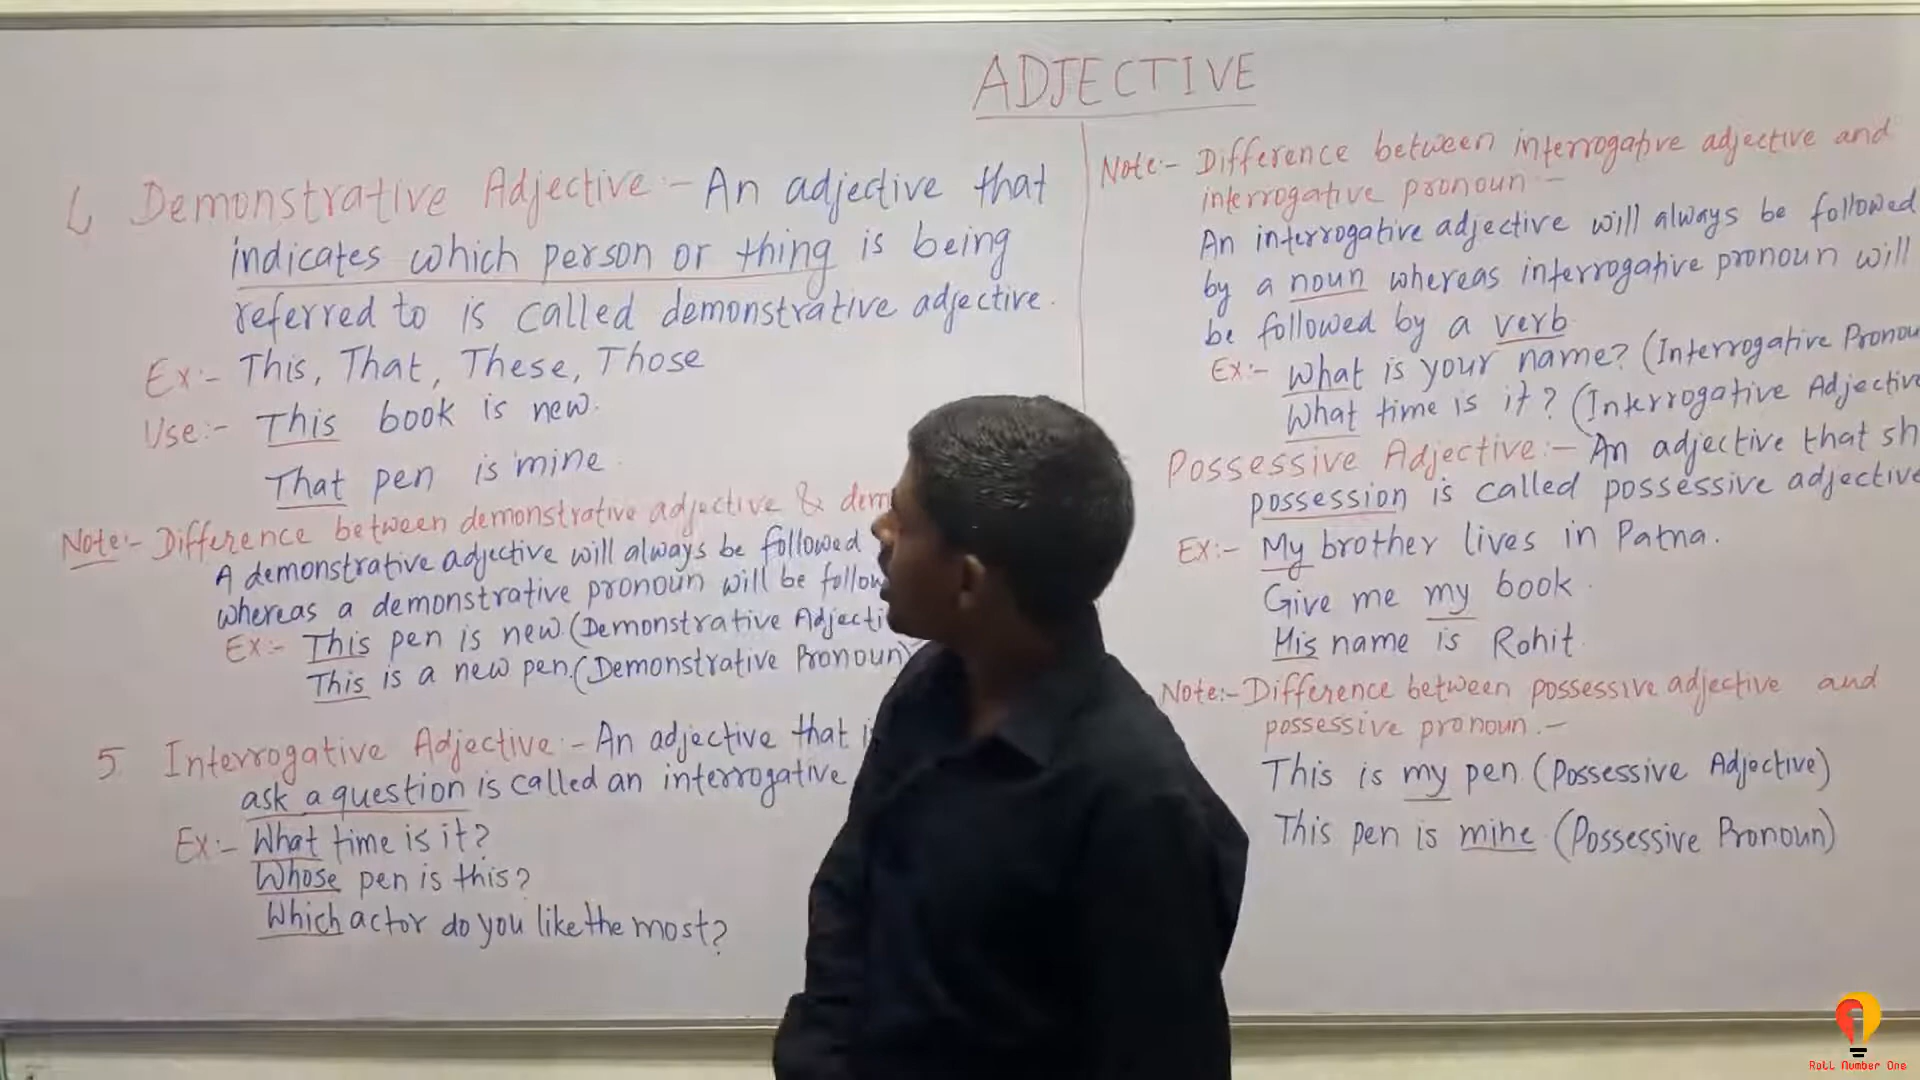 ADJECTIVE
Demonstrative Adjective:- An adjective that
indicates which person or thing is being
referred to is called demonstrative adjective.
Ex:- This, That, These, Those
Use:- This book is new.
That pen is mine.
Note:- Difference between demonstrative adjective &
A demonstrative adjective will always be followed
whereas a demonstrative pronoun will be
Ex:- This pen is new. (Demonstrative
This is a new pen. (Demonstrative Pronoun)
5 Interrogative Adjective:- An adjective that
ask a question is called an interrogative
Ex:- What time is it?
Whose pen is this?
Which actor do you like the most?
Note:- Difference between interrogative adjective and
interrogative pronoun:-
An interrogative adjective will always be followed
by a noun whereas interrogative pronoun will
be followed by a verb
Ex:- What is your name? (Interrogative
What time is it? (Interrogative
Possessive Adjective:- An adjective that
possession is called possessive adjective
Ex:- My brother lives in Patna.
Give me my book.
His name is Rohit.
Note:- Difference between possessive adjective and
possessive pronoun:-
This is my pen. (Possessive Adjective)
This pen is mine. (Possessive Pronoun)
Roll Number One